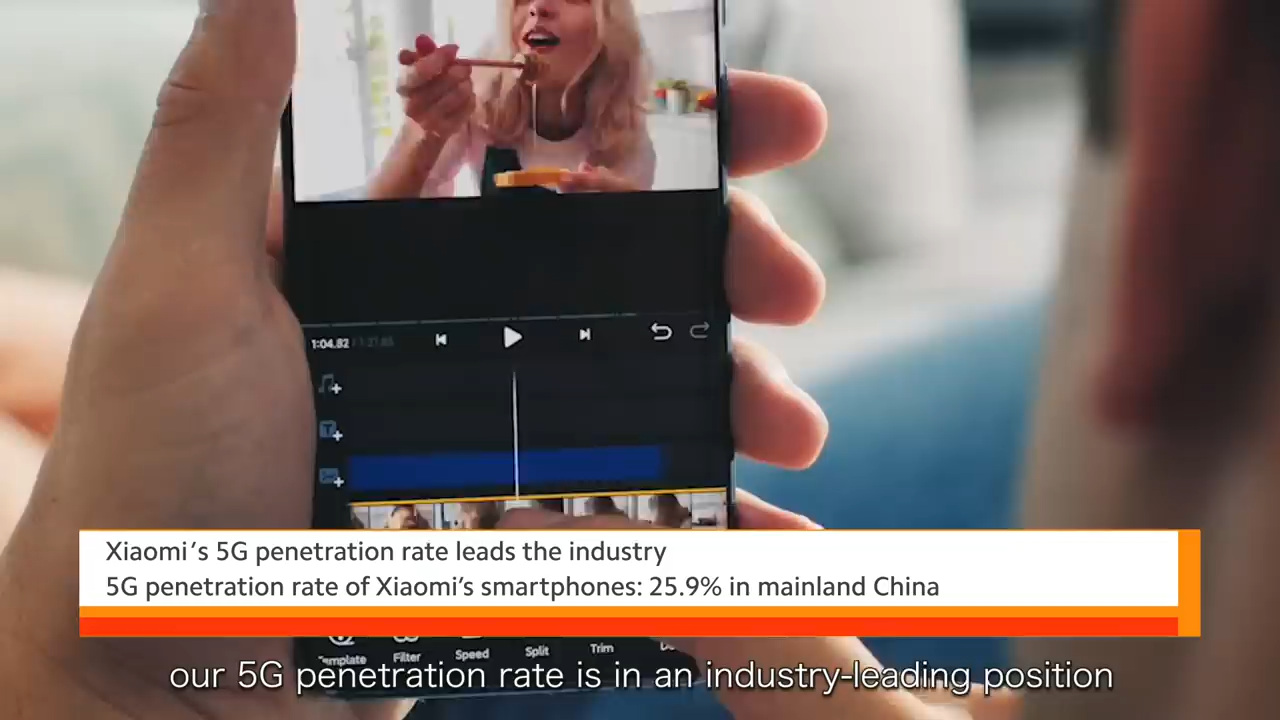 1:04.82
Xiaomi's 5G penetration rate leads the industry
5G penetration rate of Xiaomi's smartphones: 25.9% in mainland China
Template Filter Speed Split Trim
our 5G penetration rate is in an industry-leading position